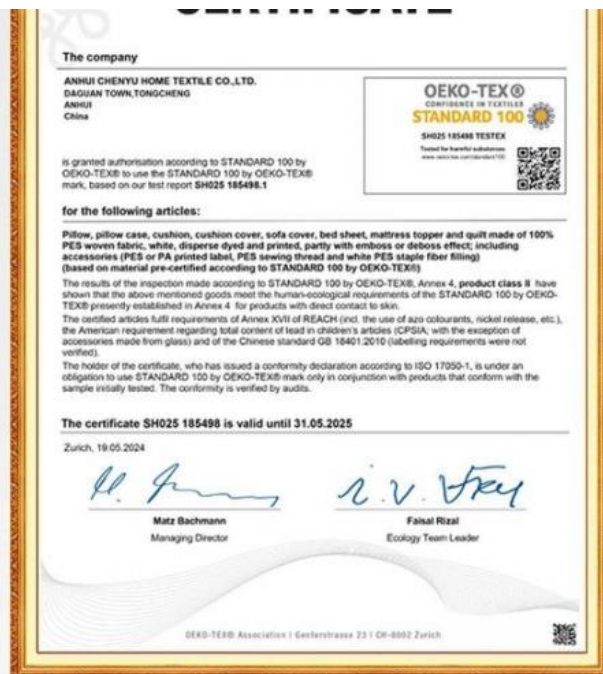 CERTIFICATE
The company
ANHUI CHENYU HOME TEXTILE CO.,LTD.
DAGUAN TOWN,TONGCHENG
ANHUI
China
OEKO-TEX®
CONFIDENCE IN TEXTILES
STANDARD 100
SH025 185498 TESTEX
Tested for harmful substances
www.oeko-tex.com/standard100
is granted authorisation according to STANDARD 100 by
OEKO-TEX® to use the STANDARD 100 by OEKO-TEX®
mark, based on our test report SH025 185498.1
for the following articles:
Pillow, pillow case, cushion, cushion cover, sofa cover, bed sheet, mattress topper and quilt made of 100%
PES woven fabric, white, disperse dyed and printed, partly with emboss or deboss effect; including
accessories (PES or PA printed label, PES sewing thread and white PES staple fiber filling)
(based on material pre-certified according to STANDARD 100 by OEKO-TEX®)
The results of the inspection made according to STANDARD 100 by OEKO-TEX®, Annex 4, product class II have
shown that the above mentioned goods meet the human-ecological requirements of the STANDARD 100 by OEKO-
TEX® presently established in Annex 4 for products with direct contact to skin.
The certified articles fulfil requirements of Annex XVII of REACH (incl. the use of azo colourants, nickel release, etc.),
the American requirement regarding total content of lead in children's articles (CPSIA; with the exception of
accessories made from glass) and of the Chinese standard GB 18401:2010 (labelling requirements were not
verified).
The holder of the certificate, who has issued a conformity declaration according to ISO 17050-1, is under an
obligation to use STANDARD 100 by OEKO-TEX® mark only in conjunction with products that conform with the
sample initially tested. The conformity is verified by audits.
The certificate SH025 185498 is valid until 31.05.2025
Zurich, 19.05.2024
Matz Bachmann
Managing Director
Faisal Rizal
Ecology Team Leader
OEKO-TEX® Association | Genferstrasse 23 | CH-8002 Zurich